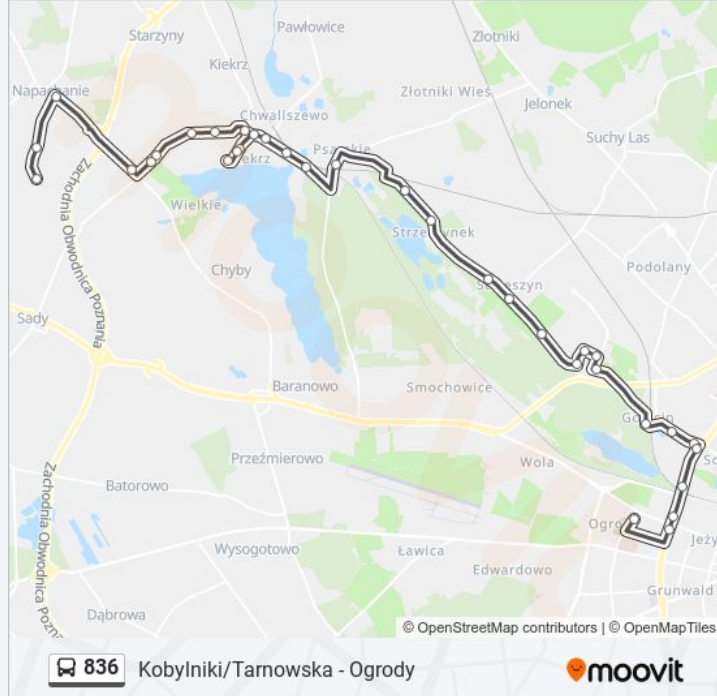 Pawłowice
Starzyny
Złotniki
Kiekrz
Napachanie
Złotniki Wieś
Jelonek
Chwaliszewo
Suchy Las
Psarskie
Kiekrz
Wielkie
Strzeszynek
Chyby
Podolany
Strzeszyn
Zachodnia Obwodnica Poznania
Sady
Baranowo
Smochowice
Golęcin
Przeźmierowo
Wola
Batorowo
Ogrody
Jeży
Wysogotowo
Ławica
Edwardowo
Grunwald
Zachodnia Obwodnica Pozna
Dąbrowa
© OpenStreetMap contributors | © OpenMapTiles
836 Kobylniki/Tarnowska - Ogrody
moovit